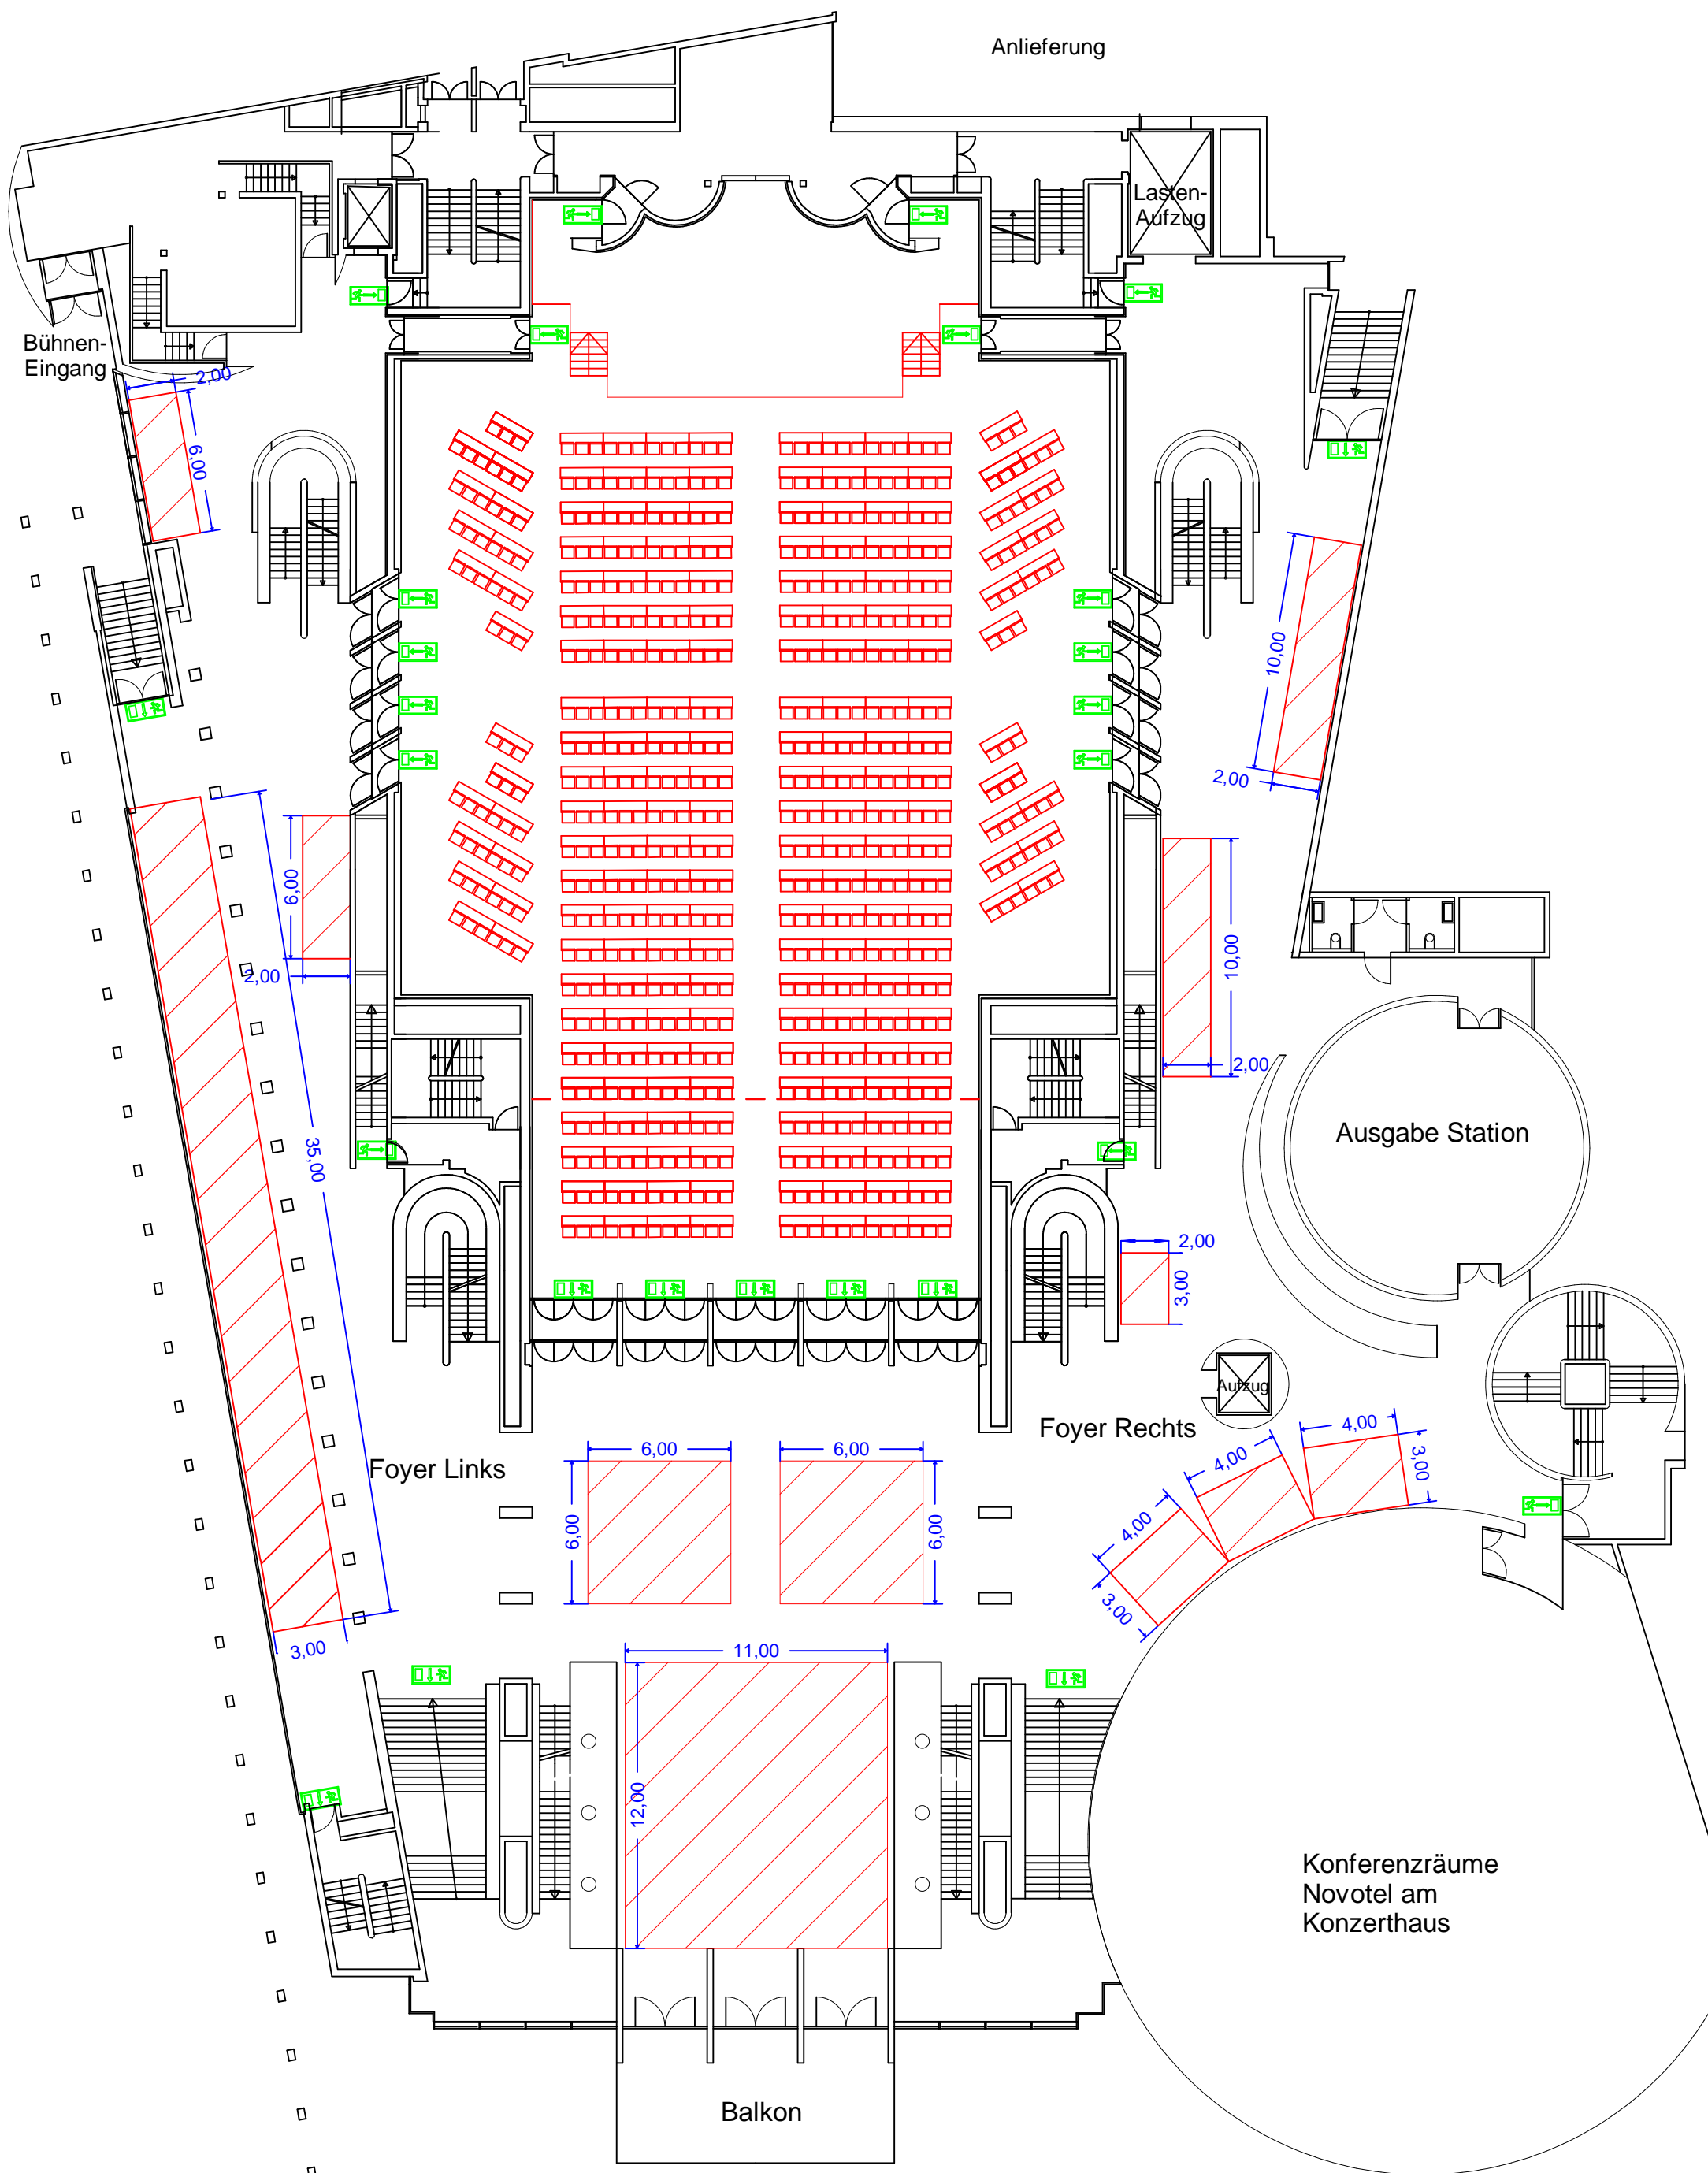 Anlieferung
Lasten-
Aufzug
Bühnen-
Eingang
2,00
6,00
10,00
2,00
6,00
2,00
10,00
2,00
35,00
Ausgabe Station
2,00
3,00
Aufzug
Foyer Rechts
Foyer Links
6,00
6,00
4,00
4,00
3,00
4,00
6,00
6,00
3,00
3,00
11,00
12,00
Konferenzräume
Novotel am
Konzerthaus
Balkon